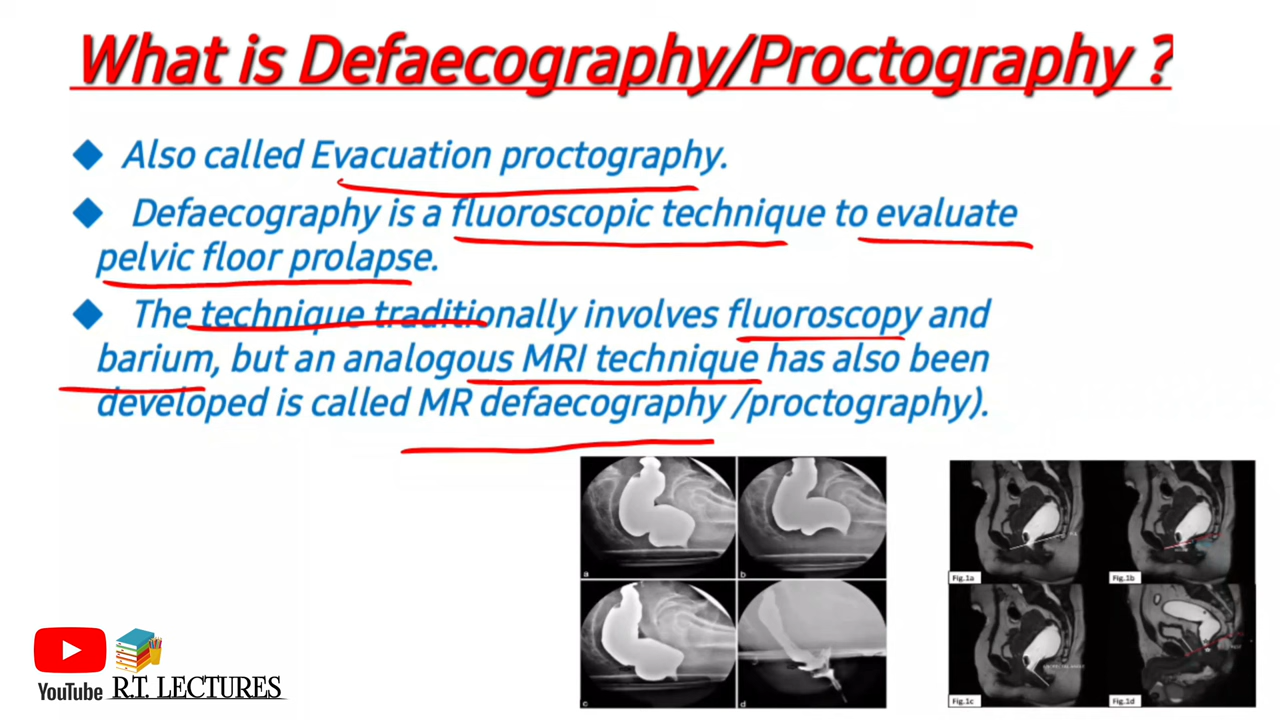 What is Defaecography/Proctography ?
Also called Evacuation proctography.
Defaecography is a fluoroscopic technique to evaluate
pelvic floor prolapse.
The technique traditionally involves fluoroscopy and
barium, but an analogous MRI technique has also been
developed is called MR defaecography /proctography).
a
b
c
d
Fig.1a
Fig.1b
Fig.1c
Fig.1d
YouTube R.T. LECTURES